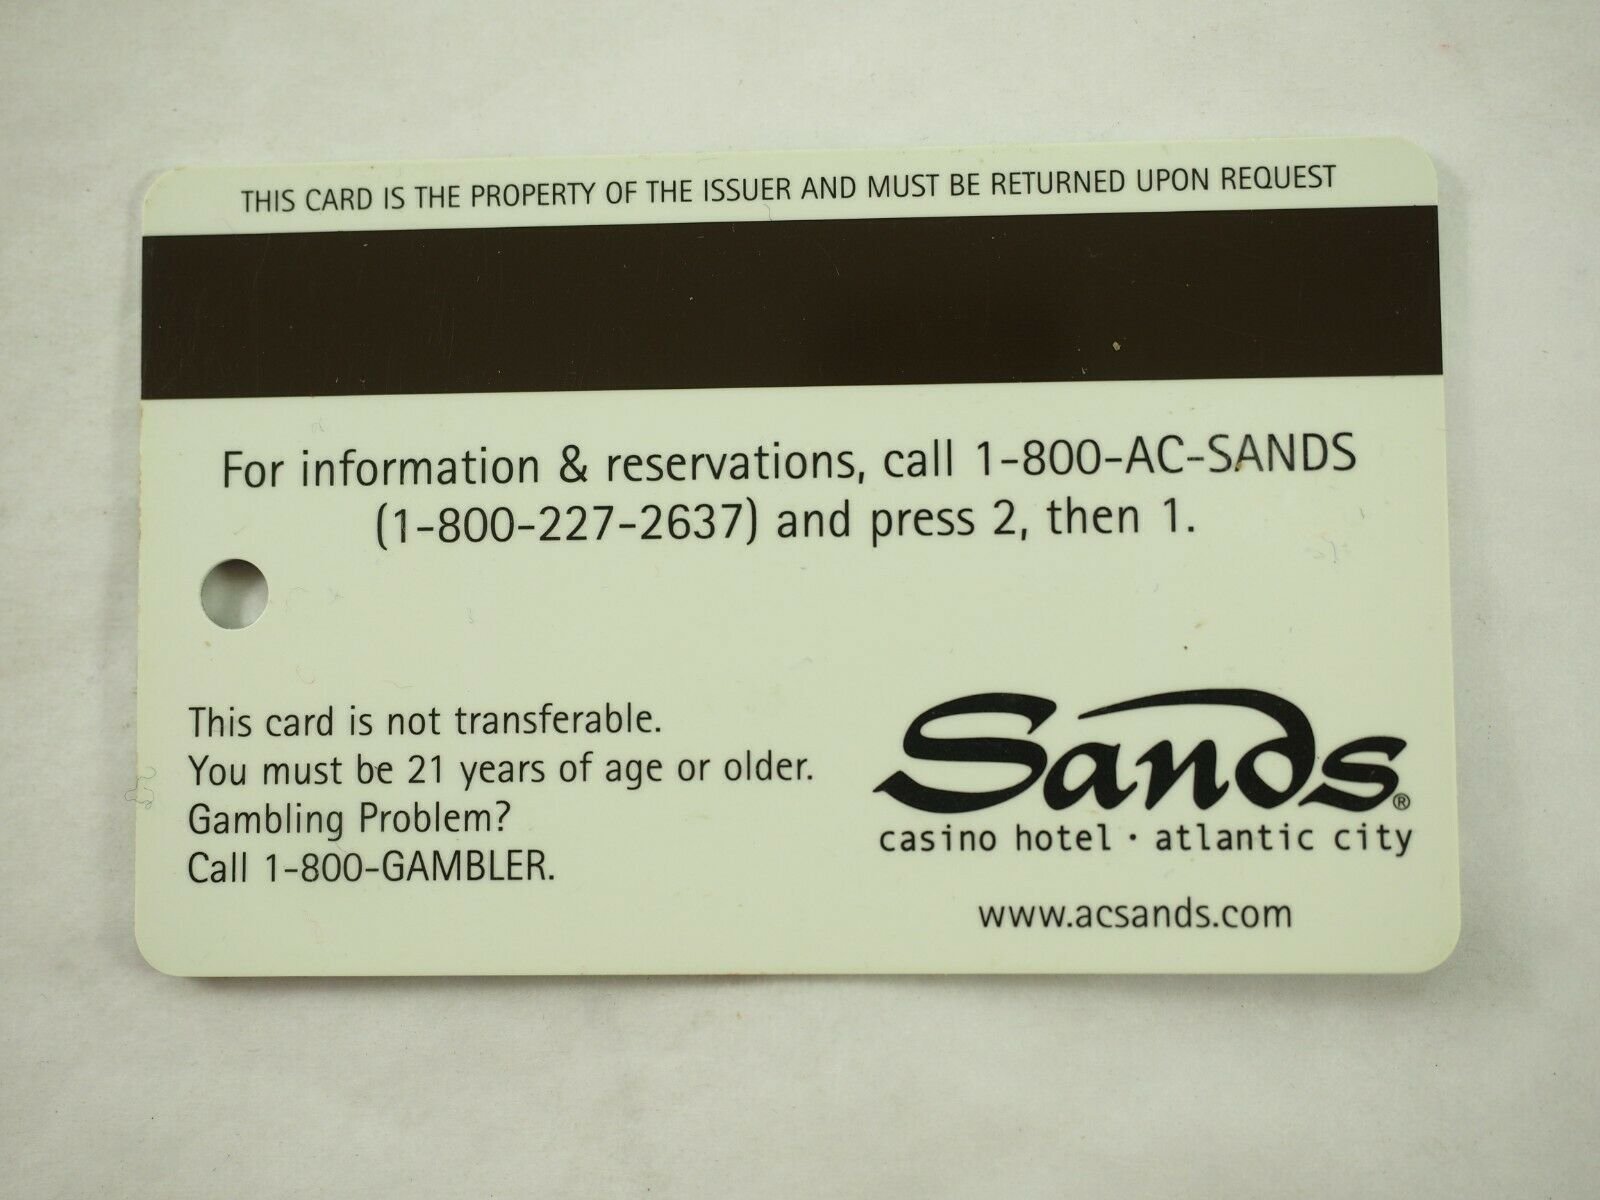 THIS CARD IS THE PROPERTY OF THE ISSUER AND MUST BE RETURNED UPON REQUEST
For information & reservations, call 1-800-AC-SANDS
(1-800-227-2637) and press 2, then 1.
This card is not transferable.
You must be 21 years of age or older.
Gambling Problem?
Call 1-800-GAMBLER.
Sands®
casino hotel · atlantic city
www.acsands.com